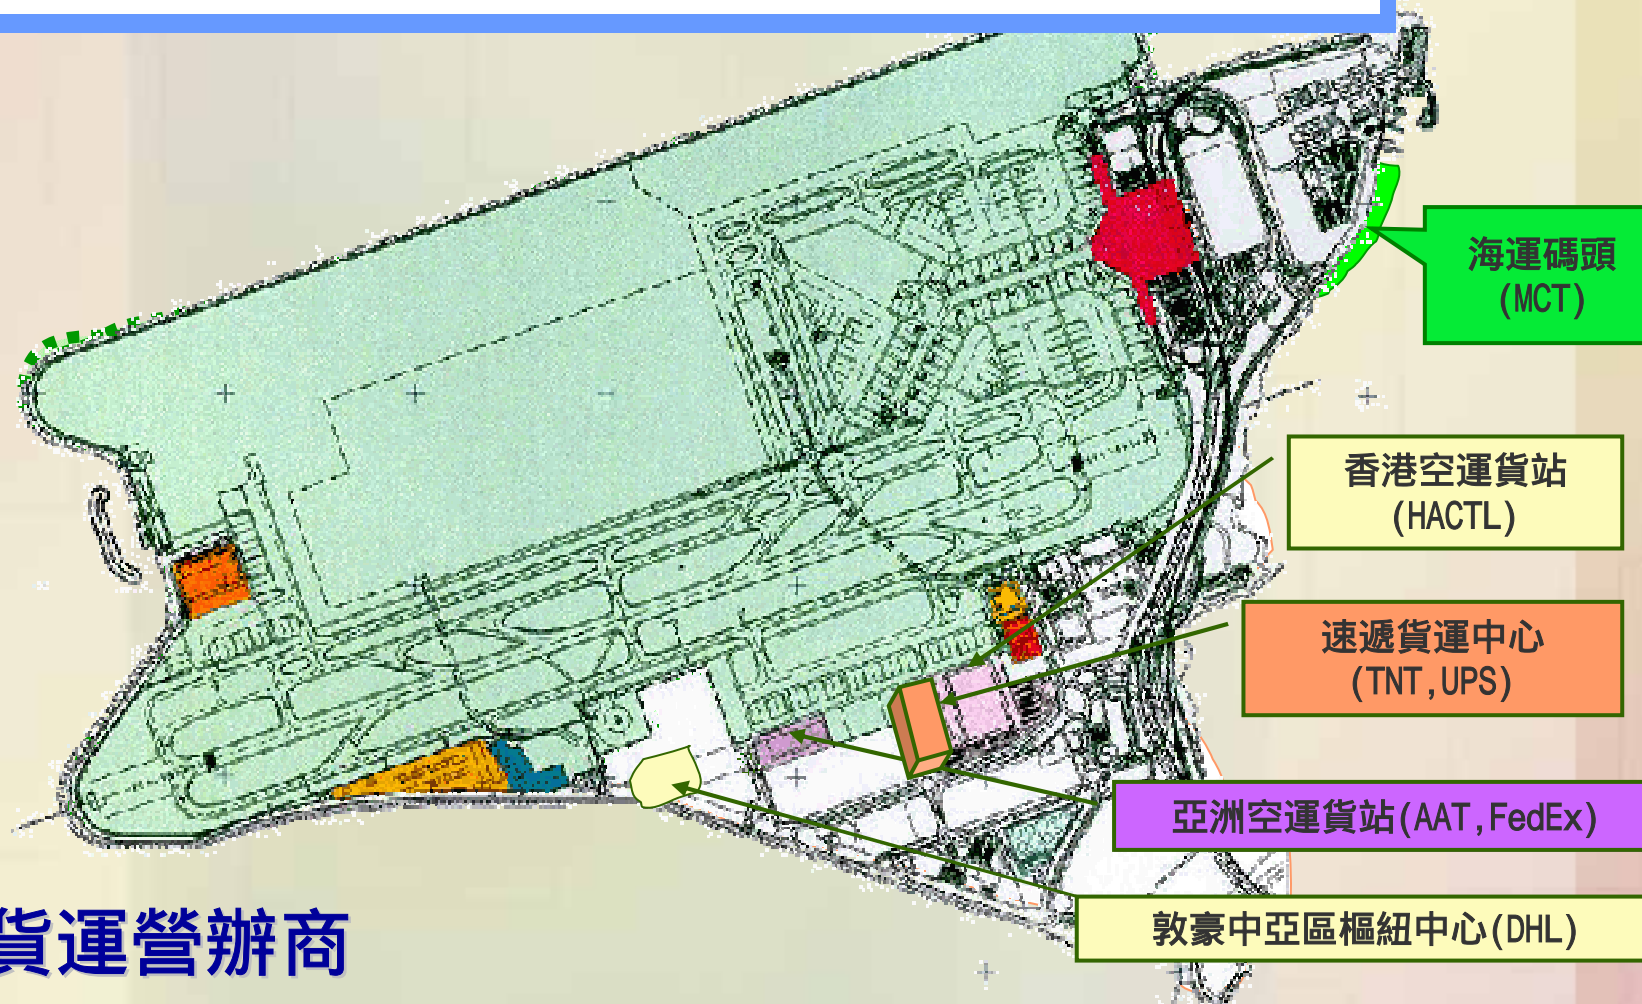 海運碼頭
(MCT)
香港空運貨站
(HACTL)
速遞貨運中心
(TNT,UPS)
亞洲空運貨站(AAT,FedEx)
敦豪中亞區樞紐中心(DHL)
貨運營辦商